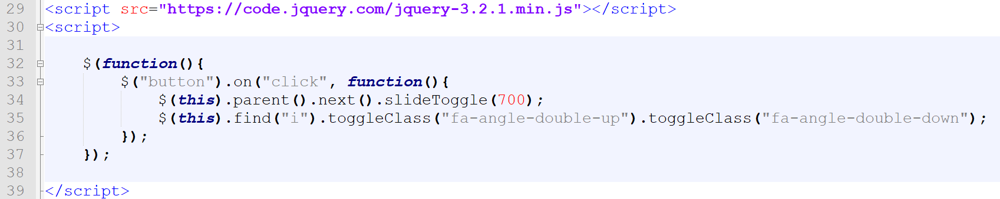 29 <script src="https://code.jquery.com/jquery-3.2.1.min.js"></script>
30 <script>
31
32     $(function(){
33         $("button").on("click", function(){
34             $(this).parent().next().slideToggle(700);
35             $(this).find("i").toggleClass("fa-angle-double-up").toggleClass("fa-angle-double-down");
36         });
37     });
38
39 </script>